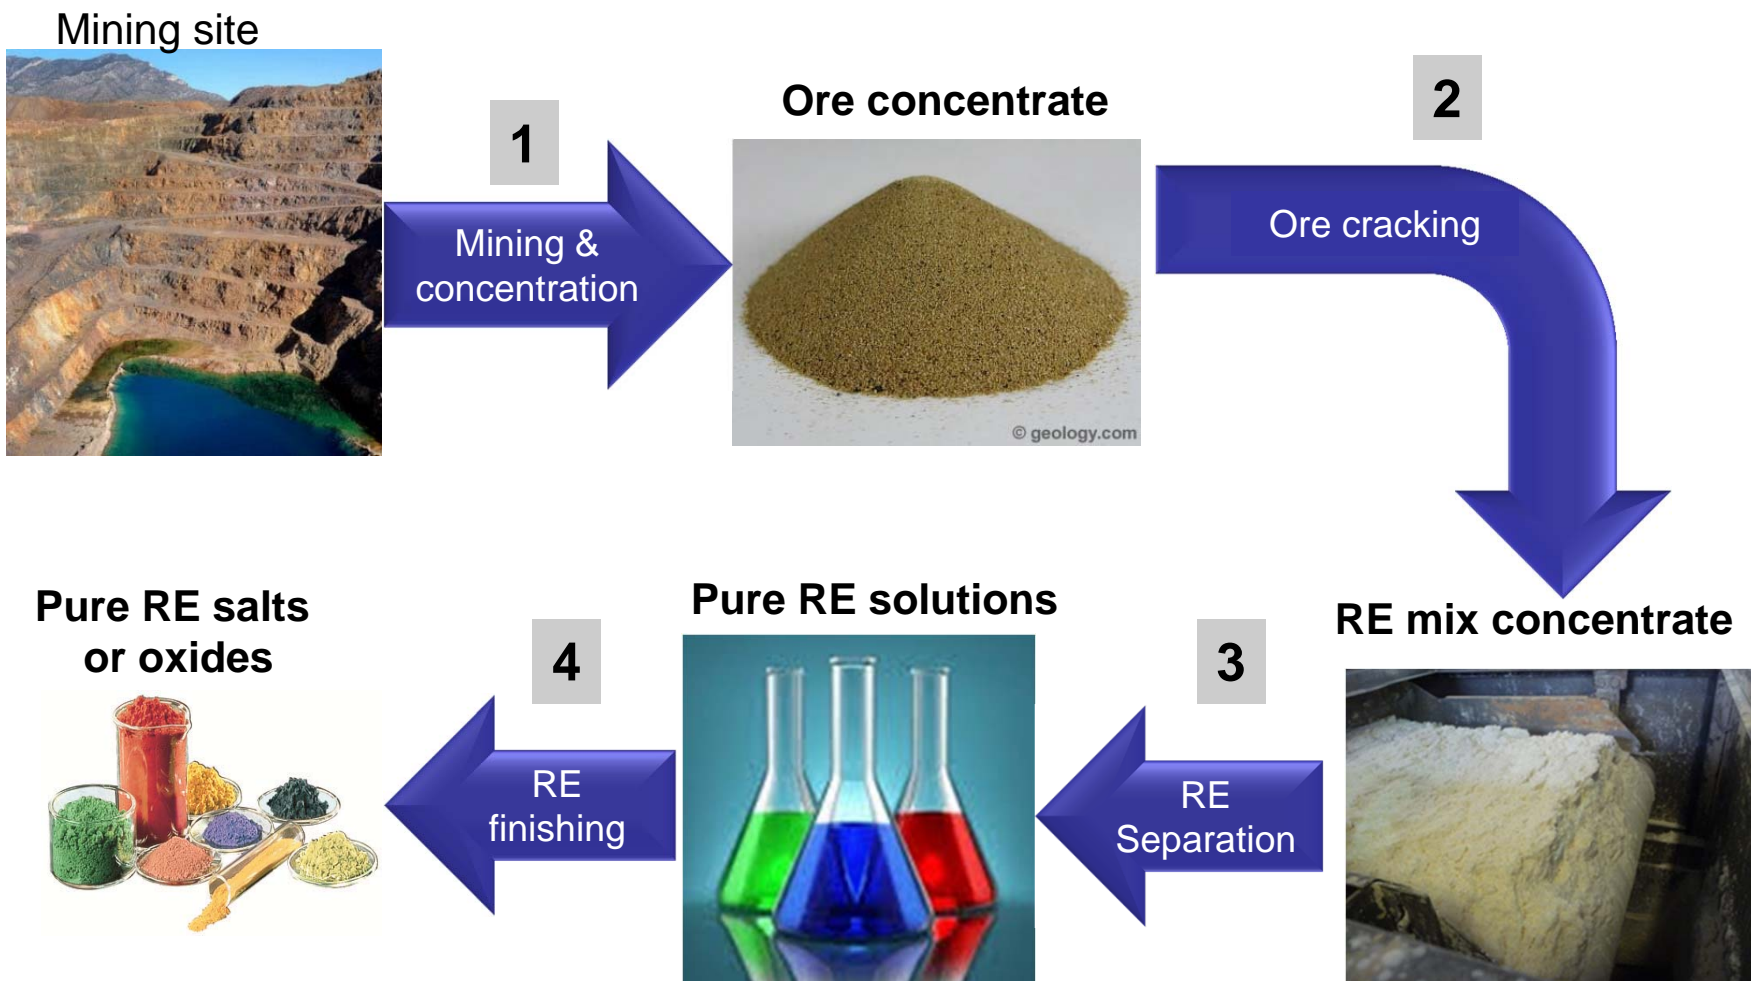 Mining site
1
Mining &
concentration
Ore concentrate
© geology.com
2
Ore cracking
RE mix concentrate
3
RE
Separation
Pure RE solutions
4
RE
finishing
Pure RE salts
or oxides